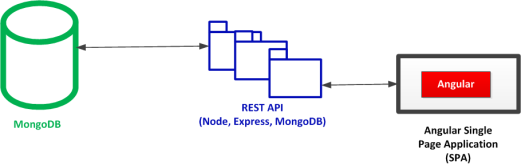 MongoDB
REST API
(Node, Express, MongoDB)
Angular
Angular Single
Page Application
(SPA)